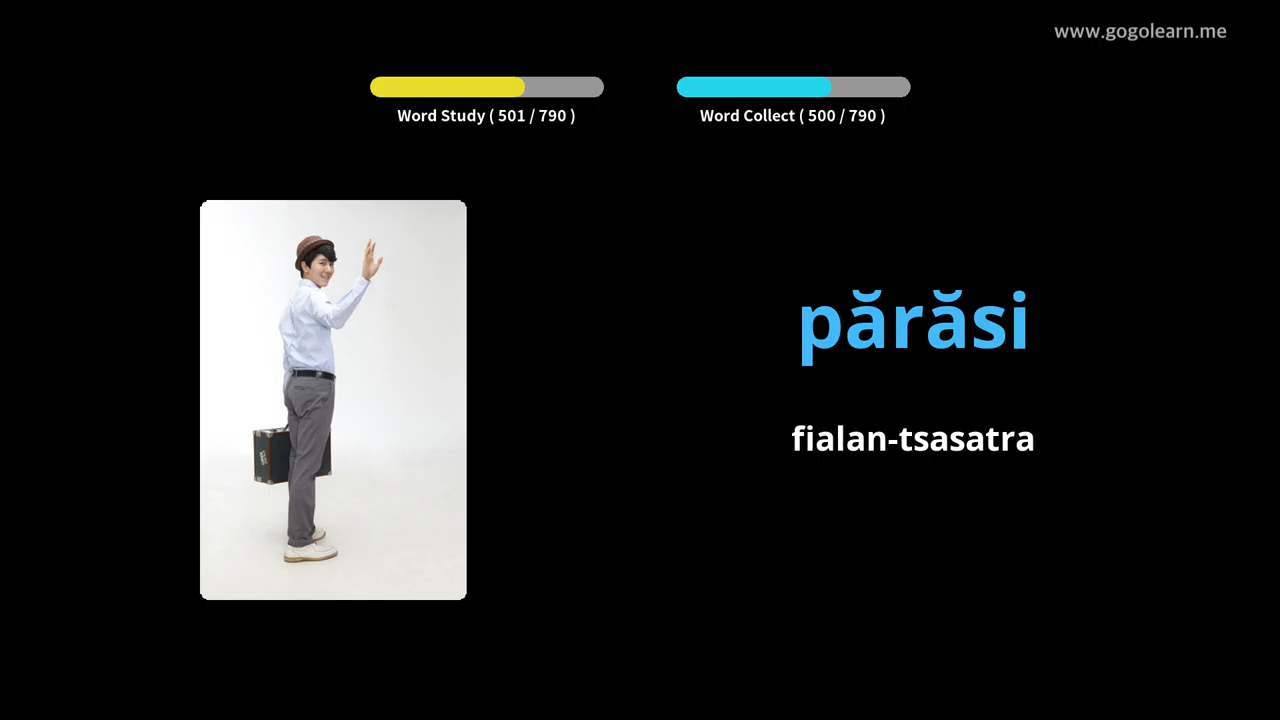 www.gogolearn.me
Word Study ( 501 / 790 )
Word Collect ( 500 / 790 )
părăsi
fialan-tsasatra